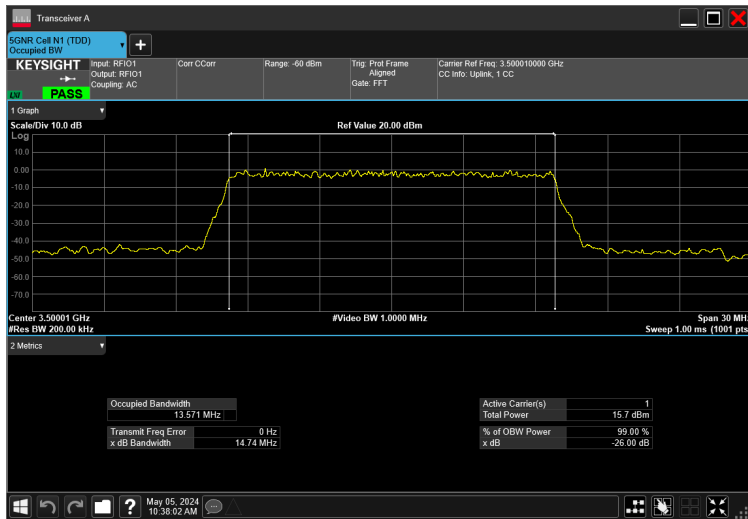 Transceiver A
5GNR Cell N1 (TDD)
Occupied BW
KEYSIGHT
Input: RFIO1
Output: RFIO1
Coupling: AC
Corr CCorr
Range: -60 dBm
Trig: Prot Frame
Aligned
Gate: FFT
Carrier Ref Freq: 3.500010000 GHz
CC Info: Uplink, 1 CC
LXI
PASS
1 Graph
Scale/Div 10.0 dB
Ref Value 20.00 dBm
Log
10.0
0.00
-10.0
-20.0
-30.0
-40.0
-50.0
-60.0
-70.0
Center 3.50001 GHz
#Video BW 1.0000 MHz
Span 30 MH
#Res BW 200.00 kHz
Sweep 1.00 ms (1001 pts
2 Metrics
Occupied Bandwidth
13.571 MHz
Transmit Freq Error 0 Hz
x dB Bandwidth 14.74 MHz
Active Carrier(s) 1
Total Power 15.7 dBm
% of OBW Power 99.00 %
x dB -26.00 dB
?
May 05, 2024
10:38:02 AM